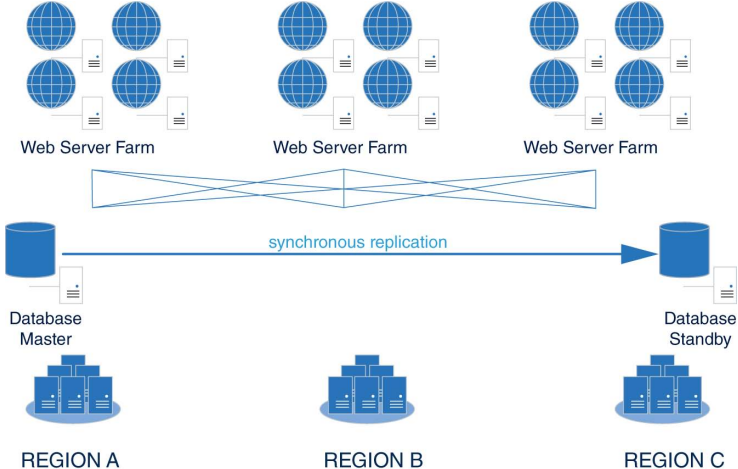 Web Server Farm
Web Server Farm
Web Server Farm
synchronous replication
Database
Master
Database
Standby
REGION A
REGION B
REGION C